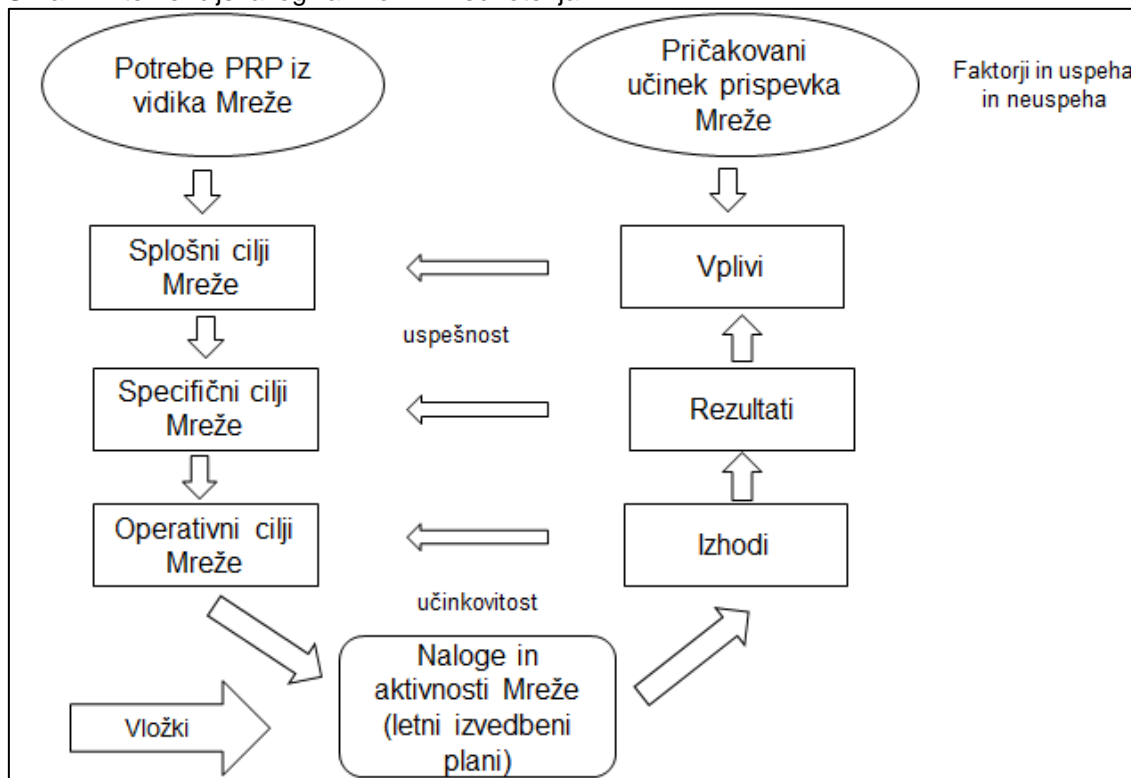 Potrebe PRP iz
vidika Mreže
Pričakovani
učinek prispevka
Mreže
Faktorji in uspeha
in neuspeha
Splošni cilji
Mreže
Vplivi
uspešnost
Specifični cilji
Mreže
Rezultati
Operativni cilji
Mreže
Izhodi
učinkovitost
Naloge in
aktivnosti Mreže
(letni izvedbeni
plani)
Vložki